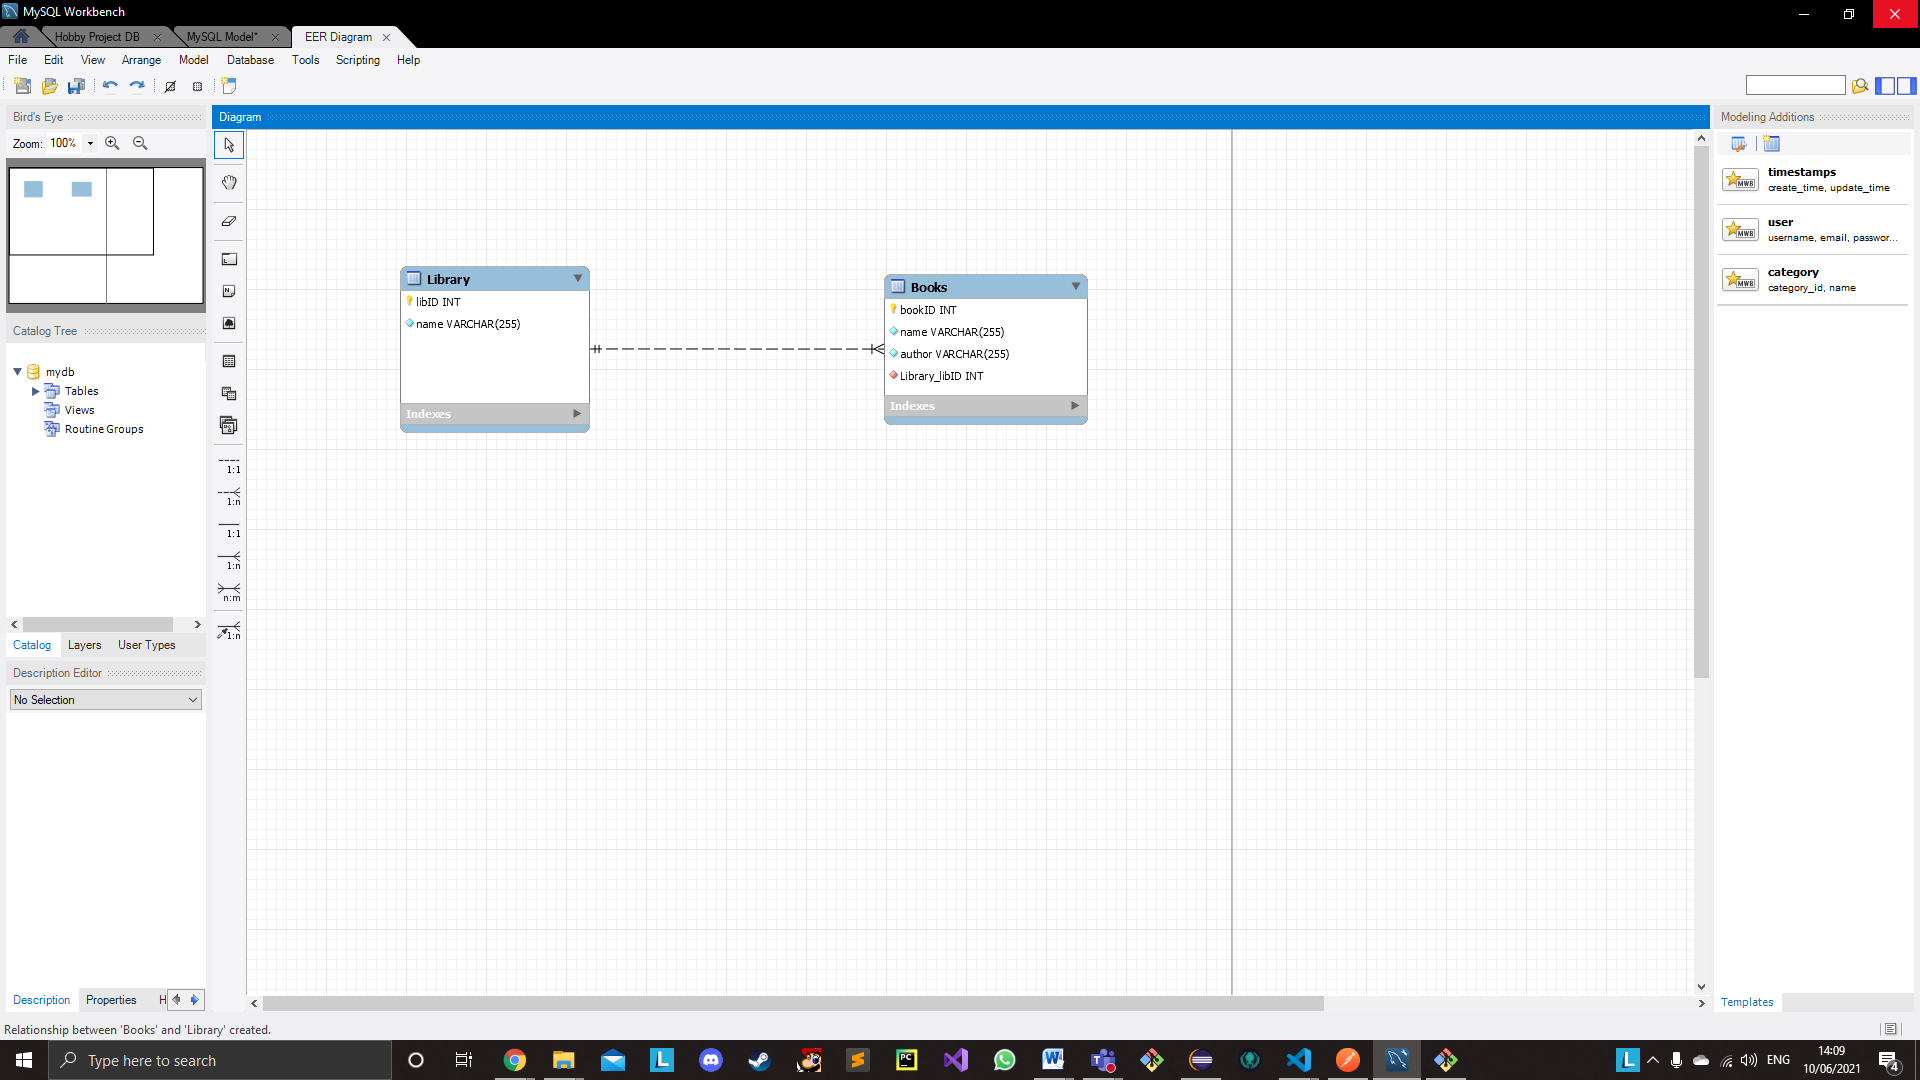 MySQL Workbench
Hobby Project DB
MySQL Model*
EER Diagram
File Edit View Arrange Model Database Tools Scripting Help
Bird's Eye
Zoom: 100%
Catalog Tree
mydb
Tables
Views
Routine Groups
Catalog Layers User Types
Description Editor
No Selection
Description Properties H
Diagram
1:1
1:n
1:1
1:n
n:m
1:n
Library
libID INT
name VARCHAR(255)
Indexes
Books
bookID INT
name VARCHAR(255)
author VARCHAR(255)
Library_libID INT
Indexes
Modeling Additions
MWB
timestamps
create_time, update_time
MWB
user
username, email, passwor...
MWB
category
category_id, name
Templates
Relationship between 'Books' and 'Library' created.
Type here to search
L
PC
L
ENG
14:09
10/06/2021
4